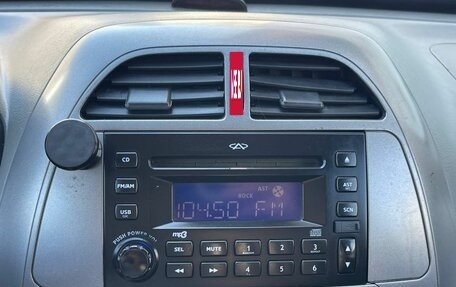 CD
AST
ROCK
FM/AM
104.50 FM
AST
USB
SCN
mp3
PUSH POWER
SEL
MUTE
1
2
3
4
5
6